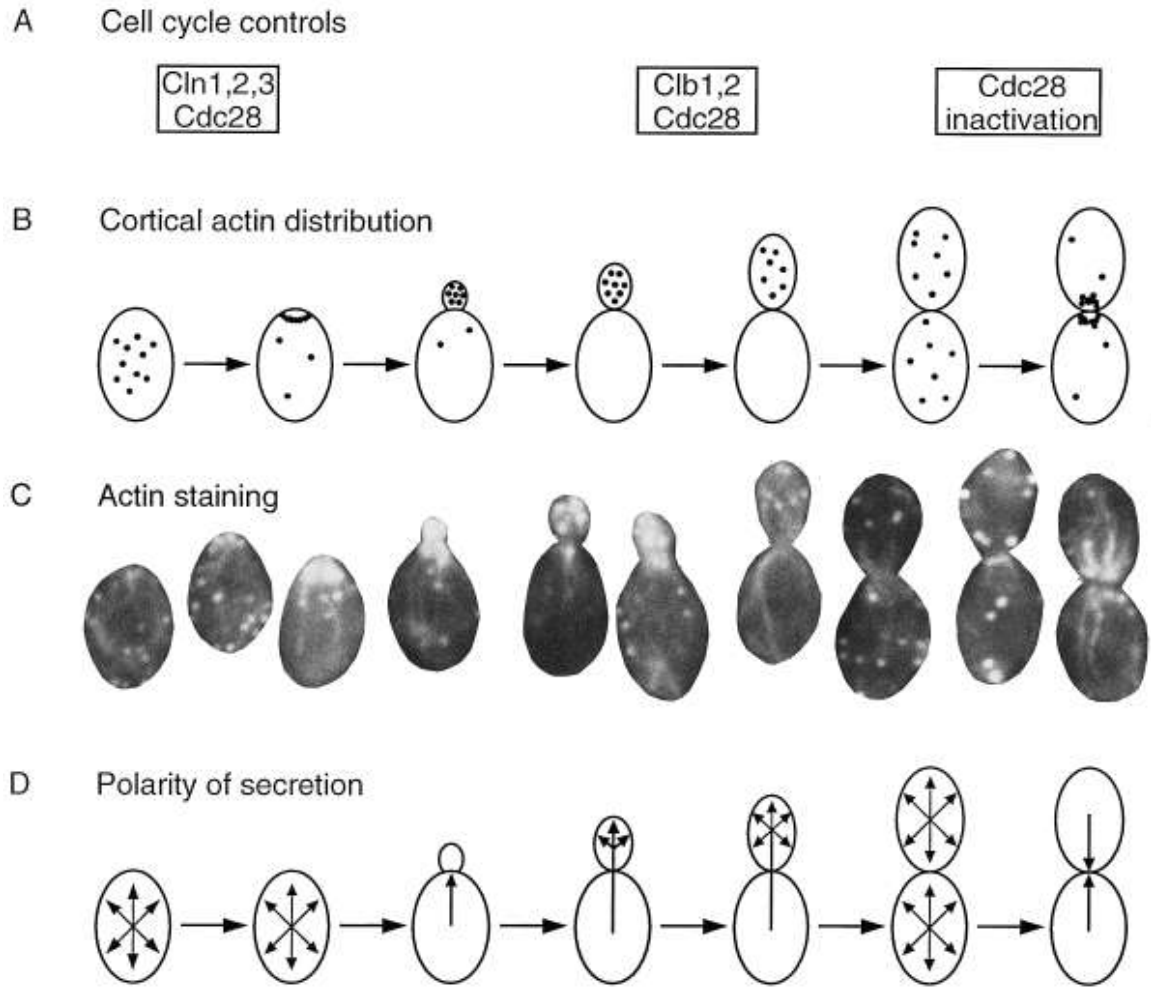 A Cell cycle controls
Cln1,2,3
Cdc28
Clb1,2
Cdc28
Cdc28
inactivation
B Cortical actin distribution
C Actin staining
D Polarity of secretion